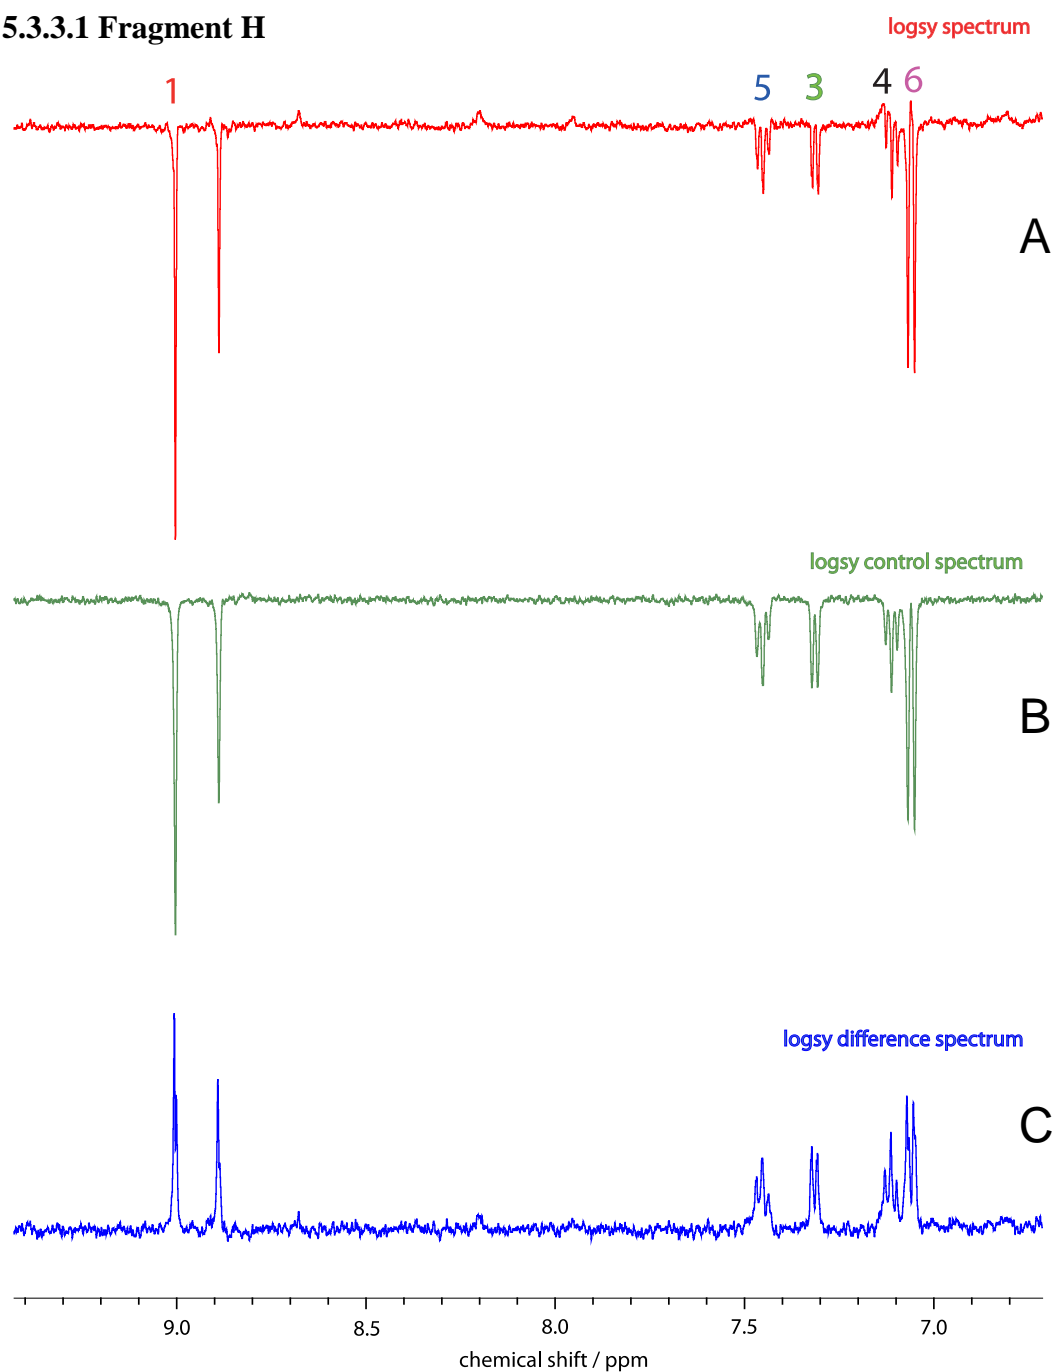 5.3.3.1 Fragment H
logsy spectrum
1
5
3
4
6
A
logsy control spectrum
B
logsy difference spectrum
C
9.0 8.5 8.0 7.5 7.0
chemical shift / ppm